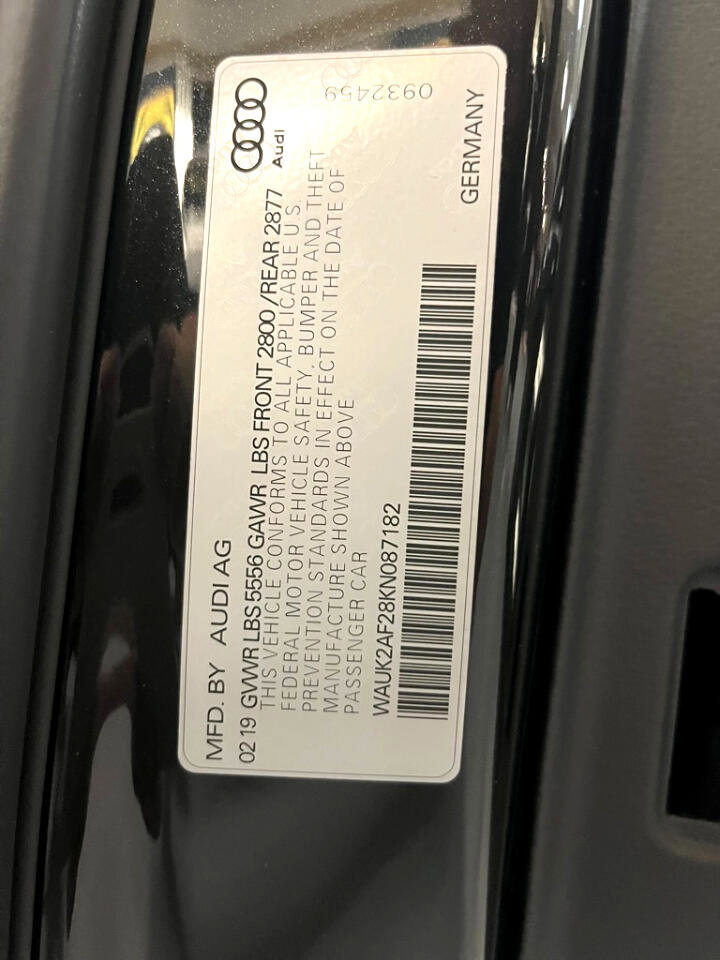 MFD. BY AUDI AG
Audi
02 19 GVWR LBS 5556 GAWR LBS FRONT 2800 /REAR 2877
THIS VEHICLE CONFORMS TO ALL APPLICABLE U.S.
FEDERAL MOTOR VEHICLE SAFETY, BUMPER AND THEFT
PREVENTION STANDARDS IN EFFECT ON THE DATE OF
MANUFACTURE SHOWN ABOVE
PASSENGER CAR
0932459
WAUK2AF28KN087182
GERMANY